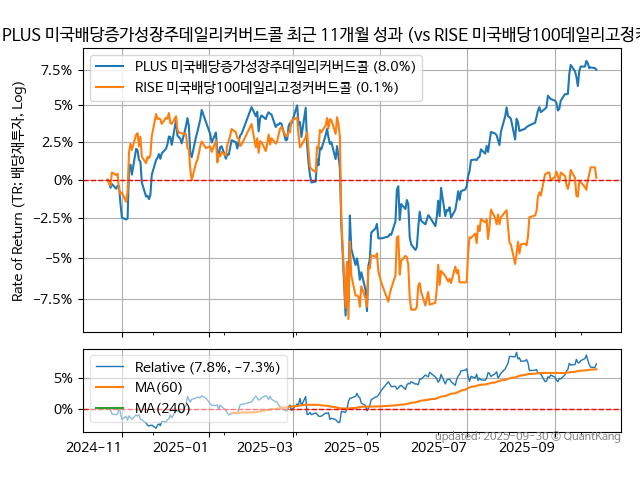 PLUS 미국배당증가성장주데일리커버드콜 최근 11개월 성과 (vs RISE 미국배당100데일리고정커
PLUS 미국배당증가성장주데일리커버드콜 (8.0%)
RISE 미국배당100데일리고정커버드콜 (0.1%)
Rate of Return (TR: 배당재투자, Log)
7.5%
5%
2.5%
0%
−2.5%
−5%
−7.5%
Relative (7.8%, −7.3%)
MA(60)
MA(240)
5%
0%
2024−11 2025−01 2025−03 2025−05 2025−07 2025−09
updated: 2025-09-30 © QuantKang